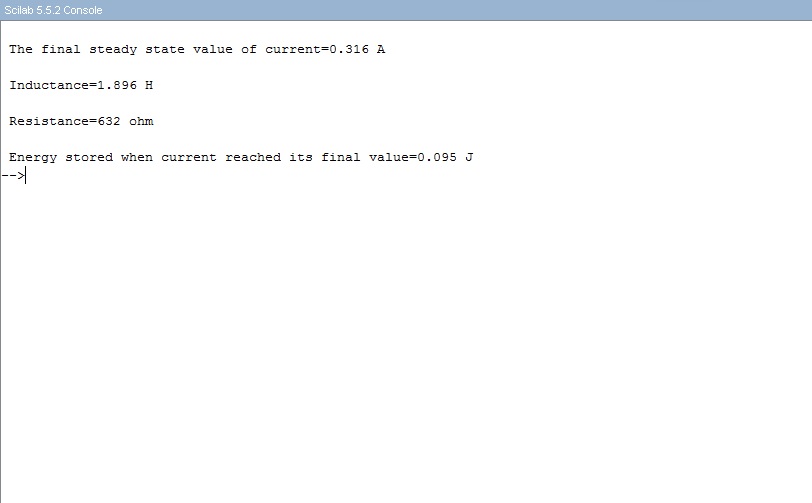 Scilab 5.5.2 Console
The final steady state value of current=0.316 A
Inductance=1.896 H
Resistance=632 ohm
Energy stored when current reached its final value=0.095 J
-->